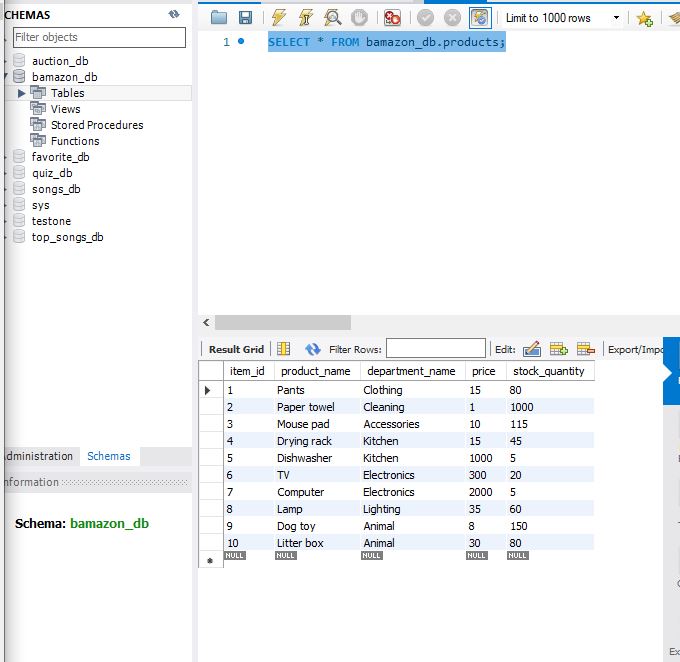 SCHEMAS
Filter objects
auction_db
bamazon_db
Tables
Views
Stored Procedures
Functions
favorite_db
quiz_db
songs_db
sys
testone
top_songs_db
Administration Schemas
Information
Schema: bamazon_db
Limit to 1000 rows
1 SELECT * FROM bamazon_db.products;
Result Grid Filter Rows: Edit: Export/Impo
item_id product_name department_name price stock_quantity
1 Pants Clothing 15 80
2 Paper towel Cleaning 1 1000
3 Mouse pad Accessories 10 115
4 Drying rack Kitchen 15 45
5 Dishwasher Kitchen 1000 5
6 TV Electronics 300 20
7 Computer Electronics 2000 5
8 Lamp Lighting 35 60
9 Dog toy Animal 8 150
10 Litter box Animal 30 80
NULL NULL NULL NULL NULL
Ex